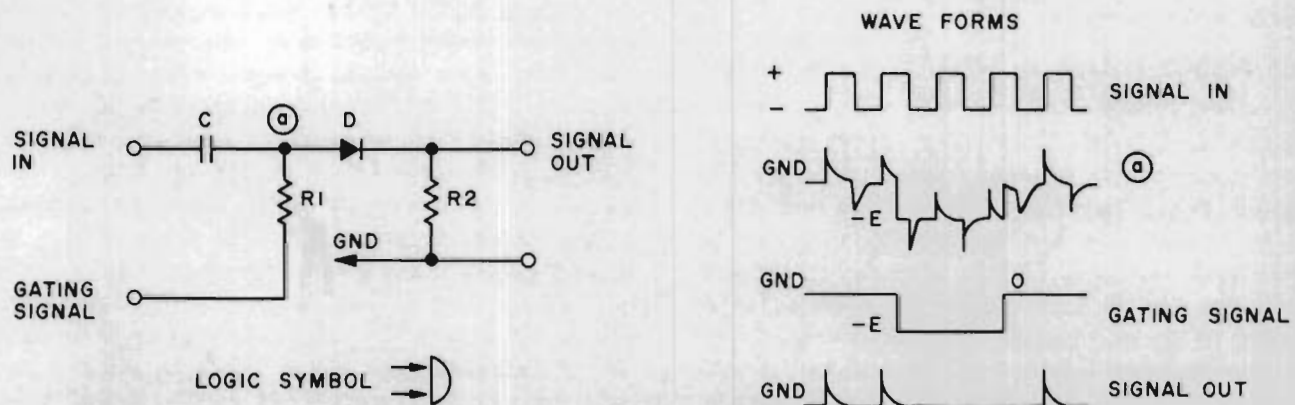 WAVE FORMS
+
-
SIGNAL IN
SIGNAL
IN
C
a
D
SIGNAL
OUT
R1
R2
GND
GATING
SIGNAL
LOGIC SYMBOL
GND
-E
a
GND
O
-E
GATING SIGNAL
GND
SIGNAL OUT